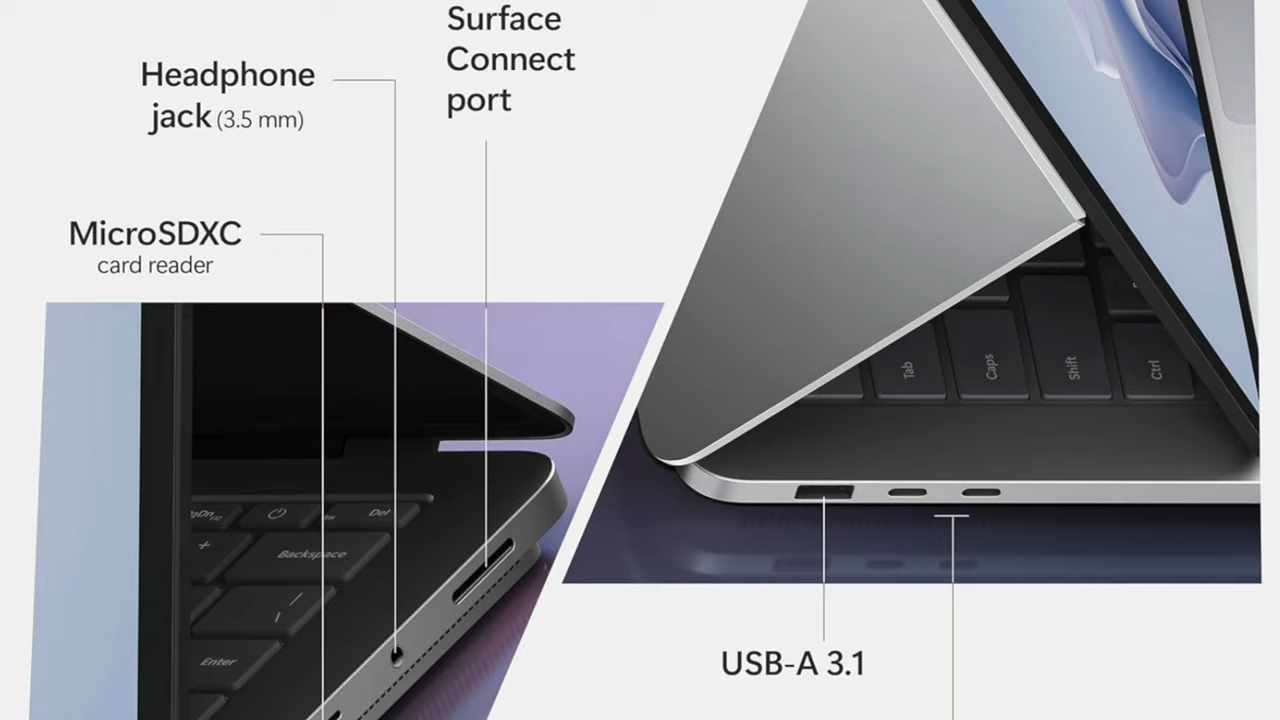 Surface
Connect
port
Headphone
jack (3.5 mm)
MicroSDXC
card reader
Tab
Caps
Shift
Ctrl
Del
Backspace
+
Enter
USB-A 3.1